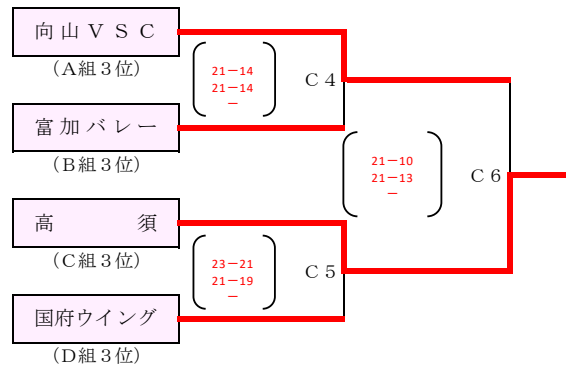 向山ＶＳＣ
（Ａ組３位）
21－14
21－14
－
Ｃ４
富加バレー
（Ｂ組３位）
21－10
21－13
－
Ｃ６
高　　須
（Ｃ組３位）
23－21
21－19
－
Ｃ５
国府ウイング
（Ｄ組３位）